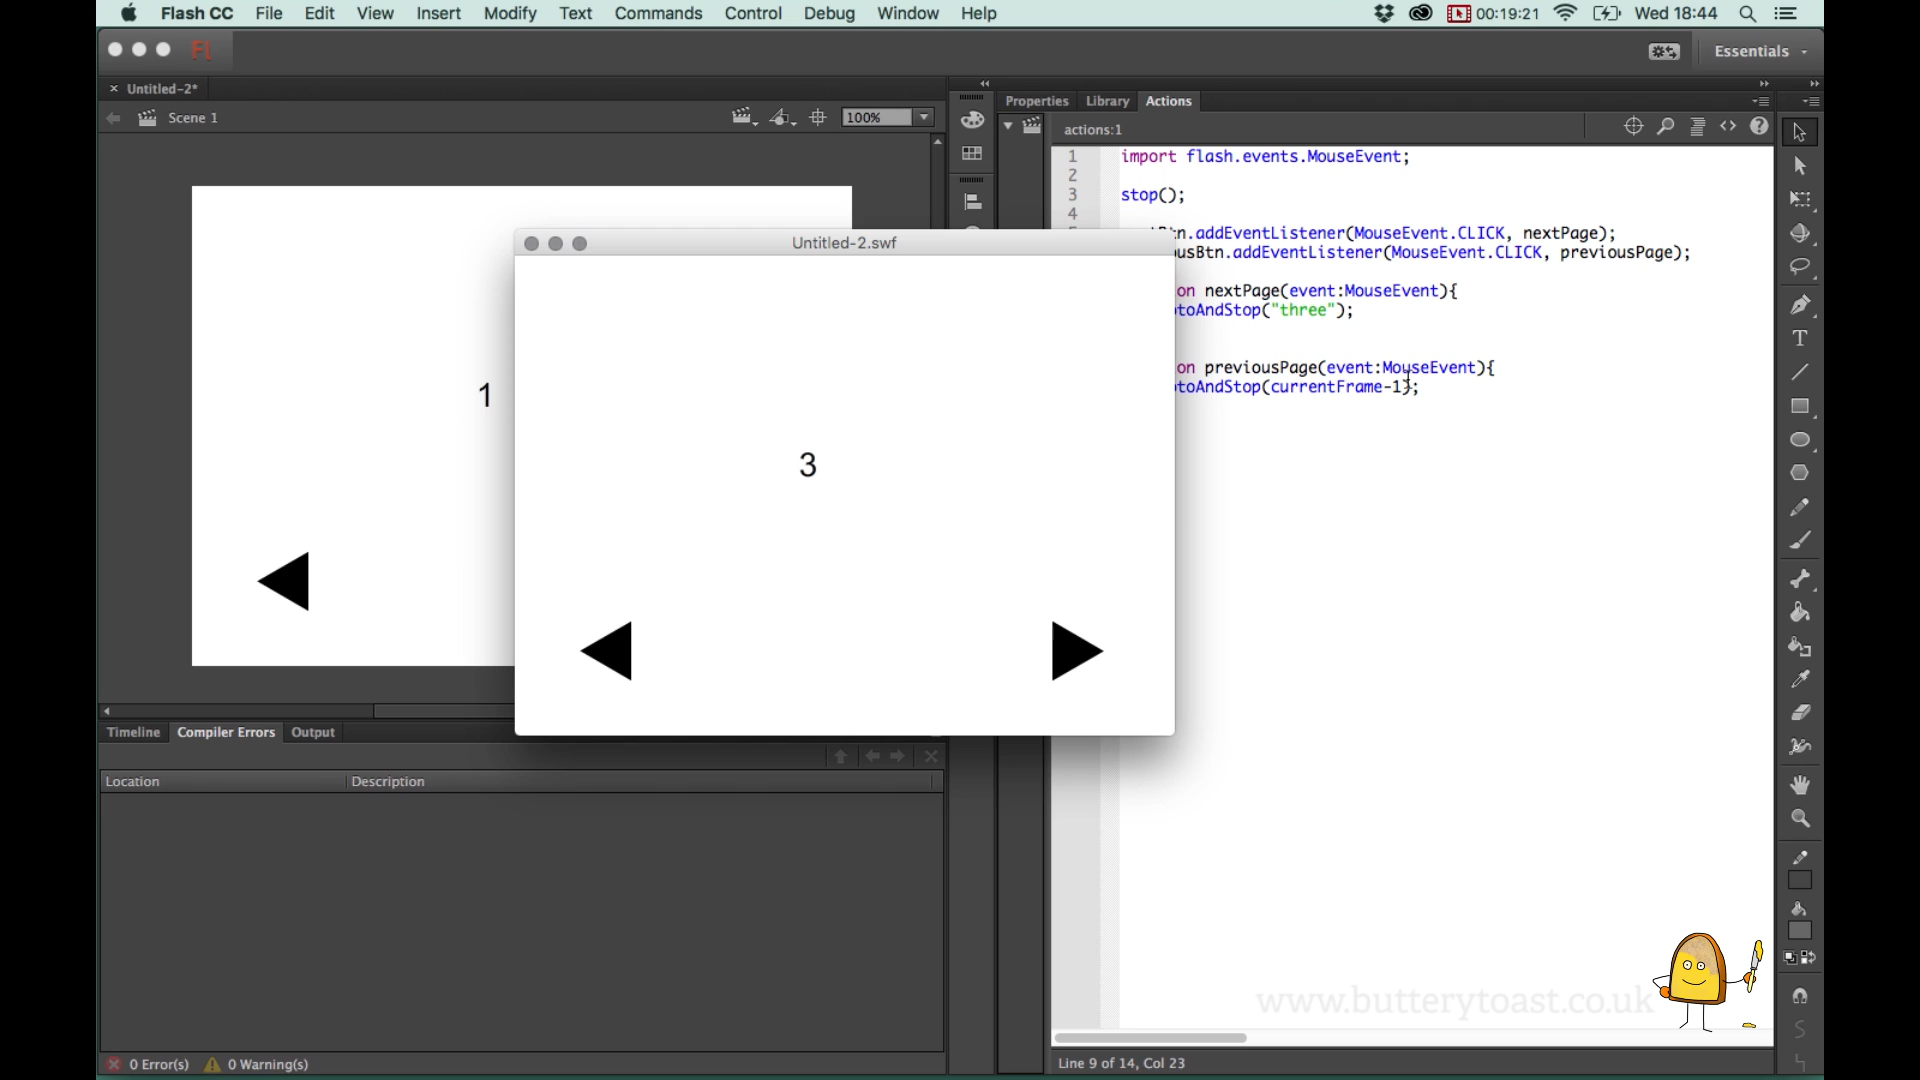 Flash CC File Edit View Insert Modify Text Commands Control Debug Window Help 00:19:21 Wed 18:44
Fl Essentials
× Untitled-2*
Scene 1 100%
Properties Library Actions
actions:1
1 import flash.events.MouseEvent;
2
3 stop();
4
Btn.addEventListener(MouseEvent.CLICK, nextPage);
usBtn.addEventListener(MouseEvent.CLICK, previousPage);
on nextPage(event:MouseEvent){
toAndStop("three");
on previousPage(event:MouseEvent){
toAndStop(currentFrame-1);
1
Untitled-2.swf
3
Timeline Compiler Errors Output
Location Description
0 Error(s) 0 Warning(s)
www.butterytoast.co.uk
Line 9 of 14, Col 23